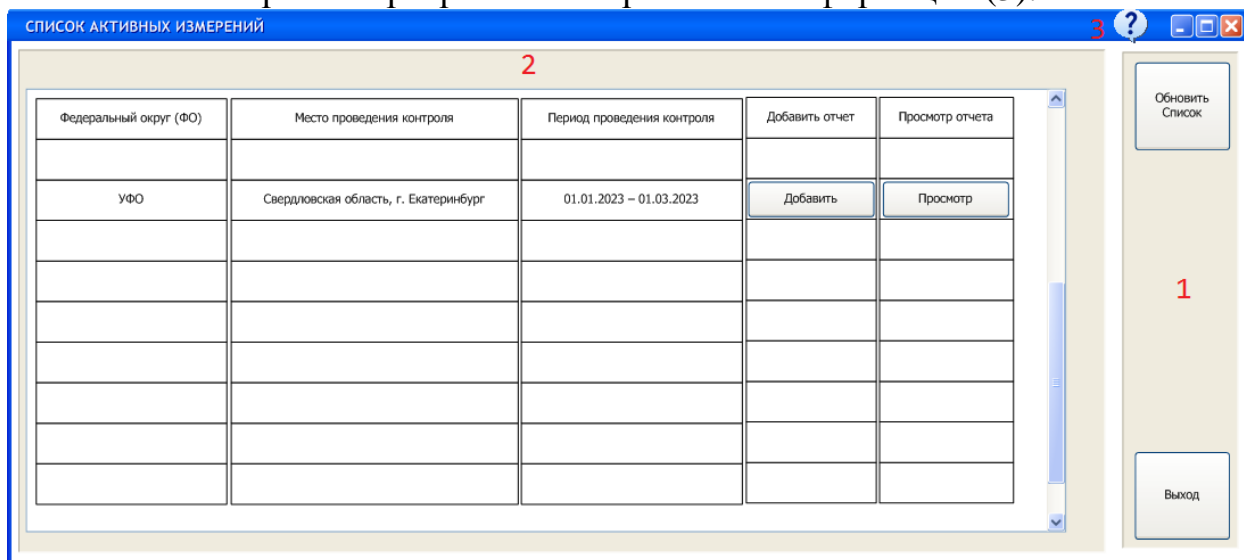 СПИСОК АКТИВНЫХ ИЗМЕРЕНИЙ 3 ?
2
Обновить
Список
Федеральный округ (ФО) Место проведения контроля Период проведения контроля Добавить отчет Просмотр отчета
УФО Свердловская область, г. Екатеринбург 01.01.2023 – 01.03.2023 Добавить Просмотр
1
Выход